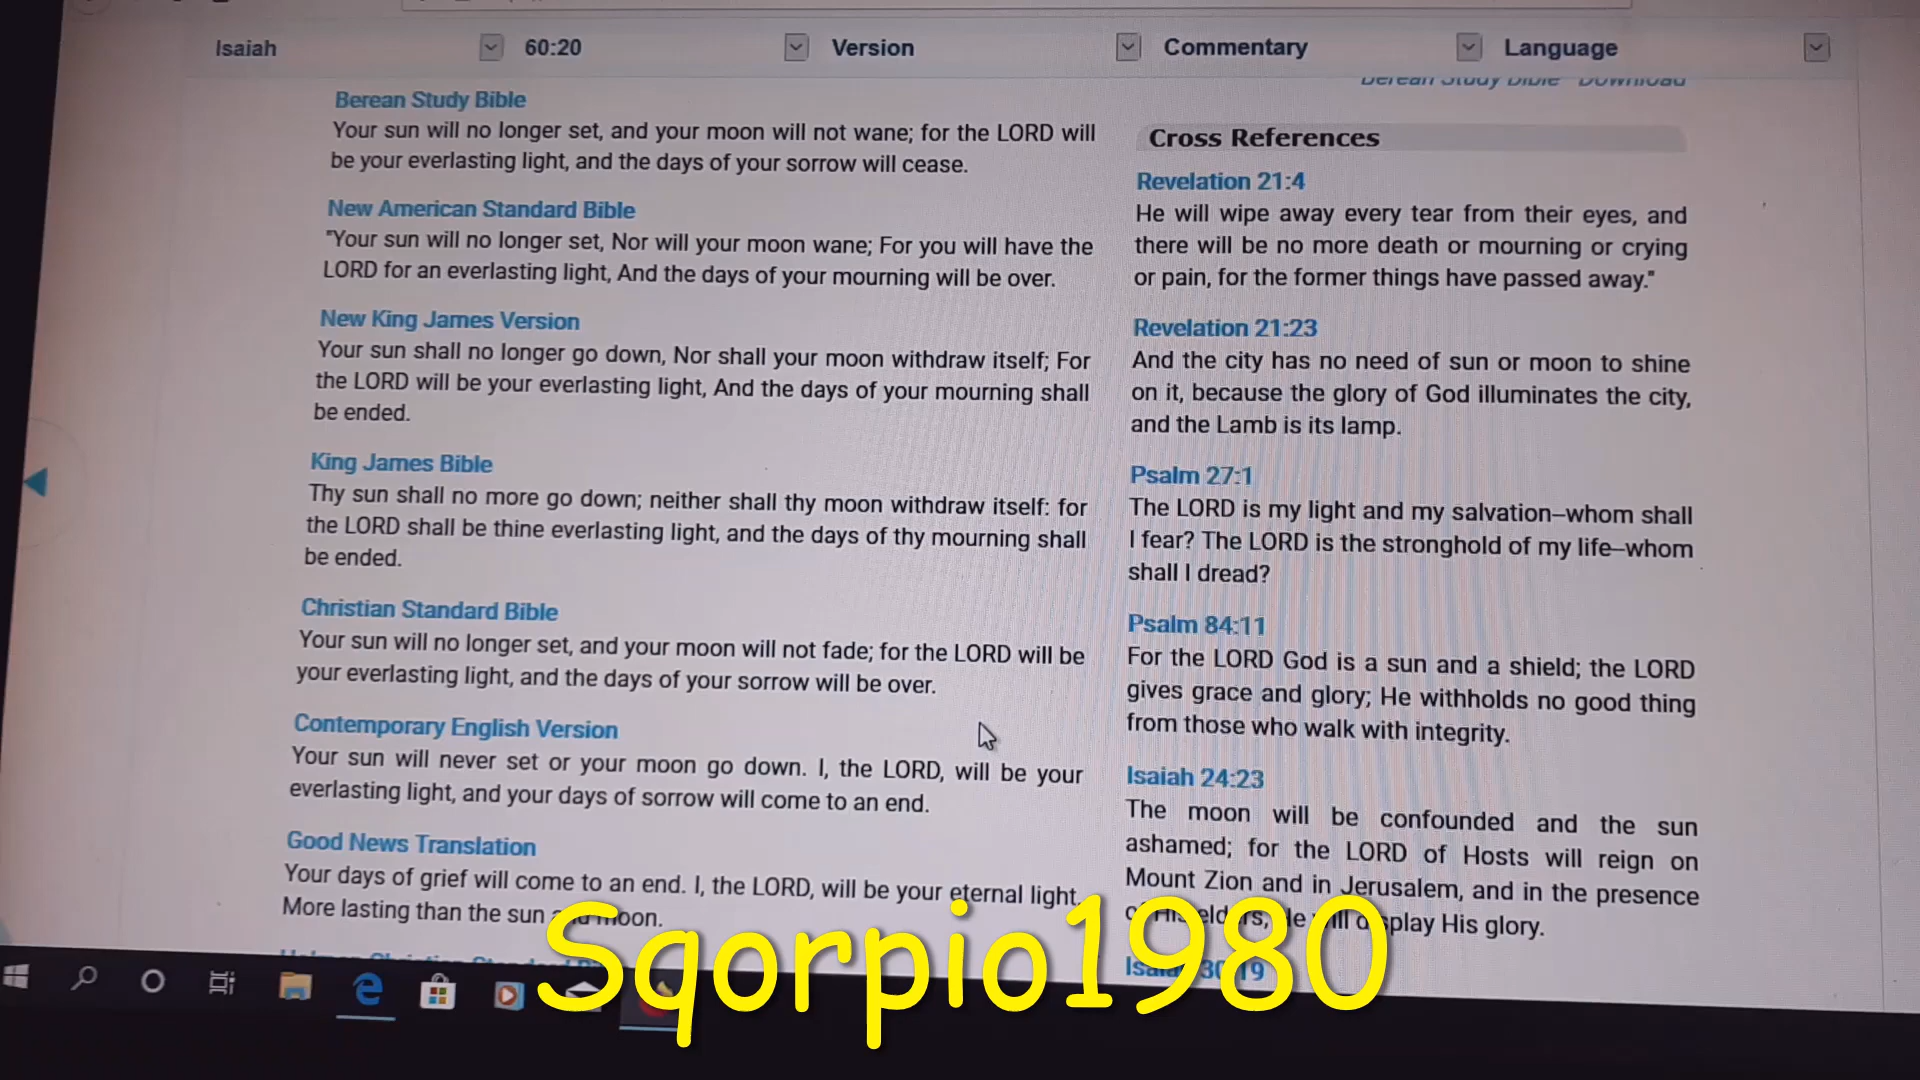 Isaiah
60:20
Version
Commentary
Language
Berean Study Bible
Your sun will no longer set, and your moon will not wane; for the LORD will
be your everlasting light, and the days of your sorrow will cease.
New American Standard Bible
"Your sun will no longer set, Nor will your moon wane; For you will have the
LORD for an everlasting light, And the days of your mourning will be over.
New King James Version
Your sun shall no longer go down, Nor shall your moon withdraw itself; For
the LORD will be your everlasting light, And the days of your mourning shall
be ended.
King James Bible
Thy sun shall no more go down; neither shall thy moon withdraw itself: for
the LORD shall be thine everlasting light, and the days of thy mourning shall
be ended.
Christian Standard Bible
Your sun will no longer set, and your moon will not fade; for the LORD will be
your everlasting light, and the days of your sorrow will be over.
Contemporary English Version
Your sun will never set or your moon go down. I, the LORD, will be your
everlasting light, and your days of sorrow will come to an end.
Good News Translation
Your days of grief will come to an end. I, the LORD, will be your eternal light,
More lasting than the sun and moon.
Berean Study Bible Download
Cross References
Revelation 21:4
He will wipe away every tear from their eyes, and
there will be no more death or mourning or crying
or pain, for the former things have passed away."
Revelation 21:23
And the city has no need of sun or moon to shine
on it, because the glory of God illuminates the city,
and the Lamb is its lamp.
Psalm 27:1
The LORD is my light and my salvation—whom shall
I fear? The LORD is the stronghold of my life—whom
shall I dread?
Psalm 84:11
For the LORD God is a sun and a shield; the LORD
gives grace and glory; He withholds no good thing
from those who walk with integrity.
Isaiah 24:23
The moon will be confounded and the sun
ashamed; for the LORD of Hosts will reign on
Mount Zion and in Jerusalem, and in the presence
of His elders, He will display His glory.
Isaiah 30:19
Sqorpio1980